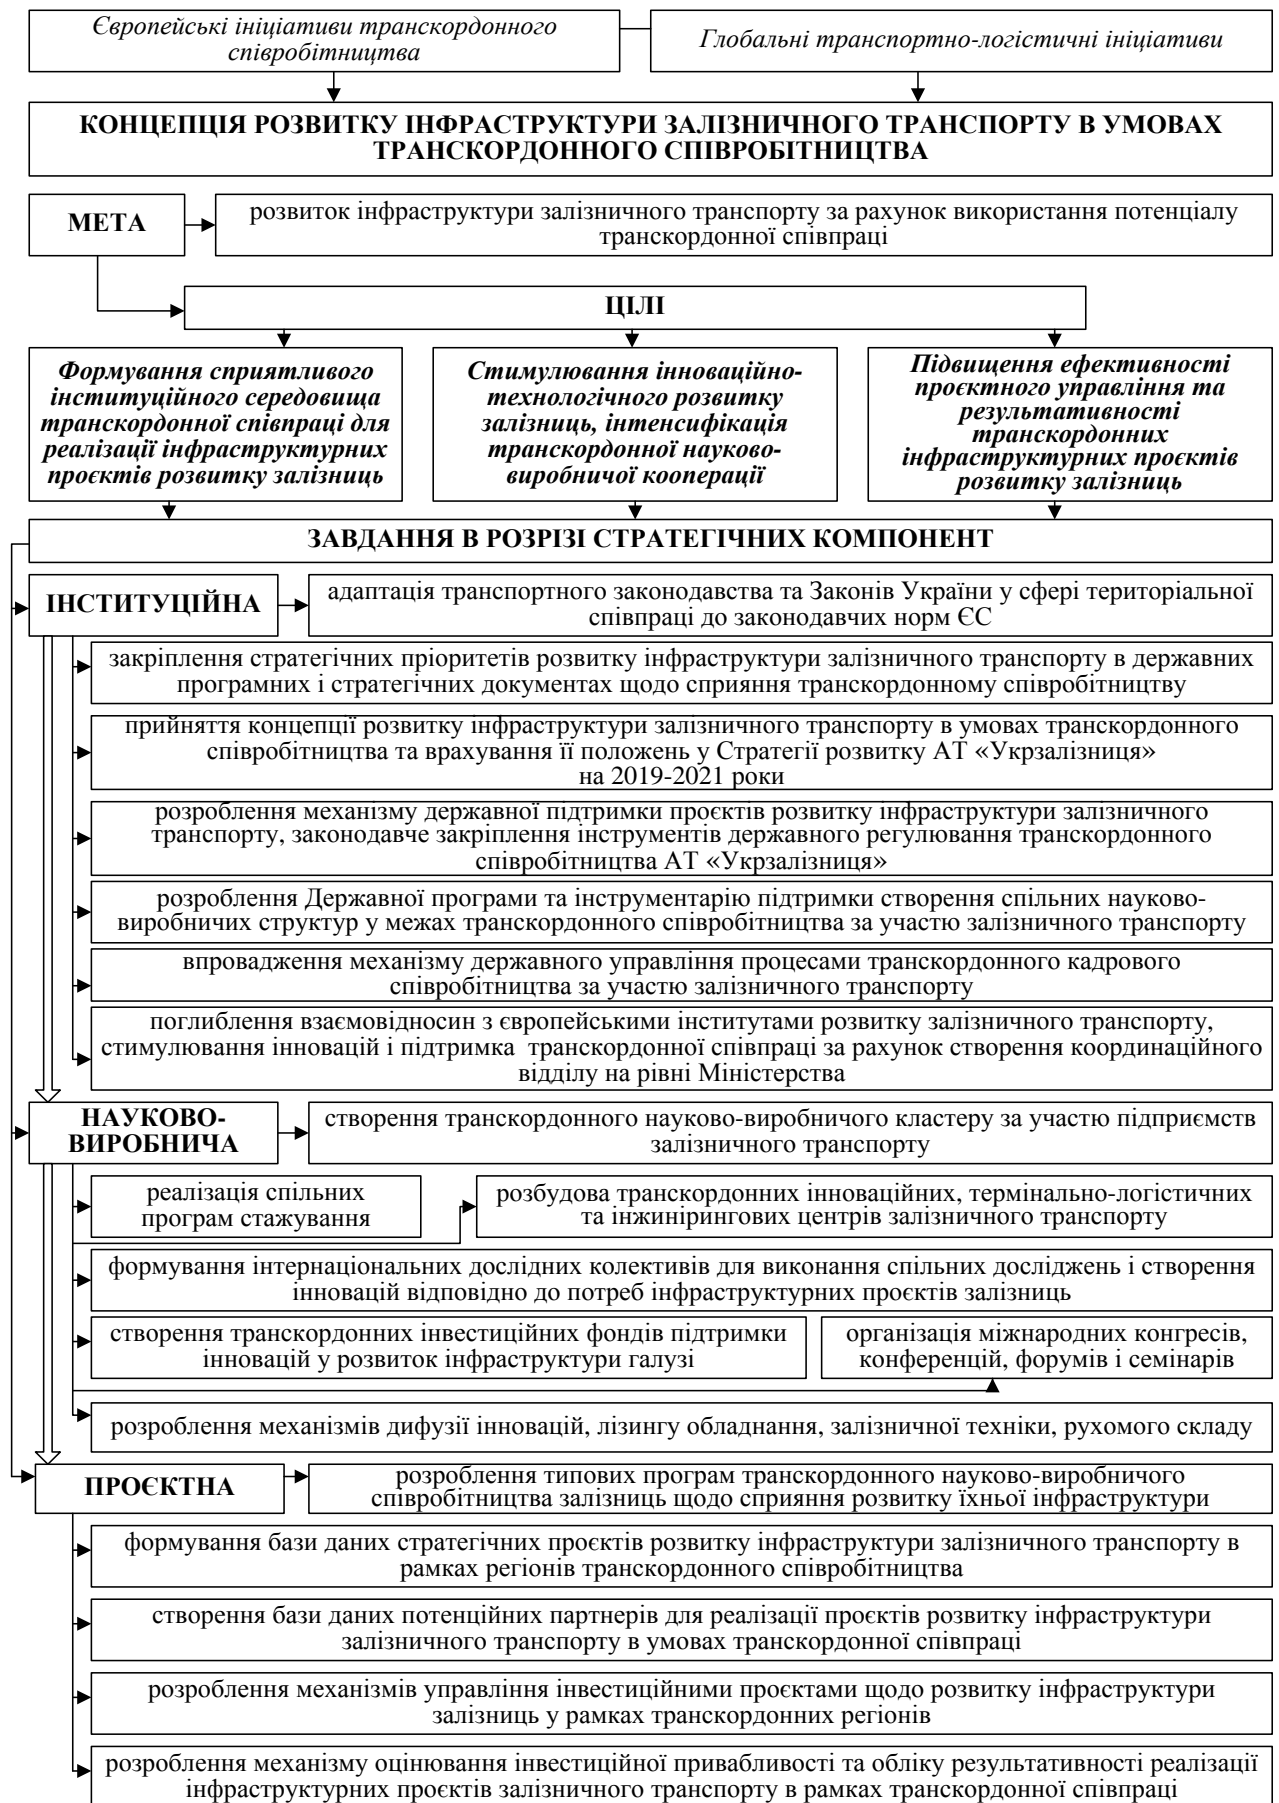 Європейські ініціативи транскордонного
співробітництва
Глобальні транспортно-логістичні ініціативи
КОНЦЕПЦІЯ РОЗВИТКУ ІНФРАСТРУКТУРИ ЗАЛІЗНИЧНОГО ТРАНСПОРТУ В УМОВАХ
ТРАНСКОРДОННОГО СПІВРОБІТНИЦТВА
МЕТА
розвиток інфраструктури залізничного транспорту за рахунок використання потенціалу
транскордонної співпраці
ЦІЛІ
Формування сприятливого
інституційного середовища
транскордонної співпраці для
реалізації інфраструктурних
проєктів розвитку залізниць
Стимулювання інноваційно-
технологічного розвитку
залізниць, інтенсифікація
транскордонної науково-
виробничої кооперації
Підвищення ефективності
проєктного управління та
результативності
транскордонних
інфраструктурних проєктів
розвитку залізниць
ЗАВДАННЯ В РОЗРІЗІ СТРАТЕГІЧНИХ КОМПОНЕНТ
ІНСТИТУЦІЙНА
адаптація транспортного законодавства та Законів України у сфері територіальної
співпраці до законодавчих норм ЄС
закріплення стратегічних пріоритетів розвитку інфраструктури залізничного транспорту в державних
програмних і стратегічних документах щодо сприяння транскордонному співробітництву
прийняття концепції розвитку інфраструктури залізничного транспорту в умовах транскордонного
співробітництва та врахування її положень у Стратегії розвитку АТ «Укрзалізниця»
на 2019-2021 роки
розроблення механізму державної підтримки проєктів розвитку інфраструктури залізничного
транспорту, законодавче закріплення інструментів державного регулювання транскордонного
співробітництва АТ «Укрзалізниця»
розроблення Державної програми та інструментарію підтримки створення спільних науково-
виробничих структур у межах транскордонного співробітництва за участю залізничного транспорту
впровадження механізму державного управління процесами транскордонного кадрового
співробітництва за участю залізничного транспорту
поглиблення взаємовідносин з європейськими інститутами розвитку залізничного транспорту,
стимулювання інновацій і підтримка транскордонної співпраці за рахунок створення координаційного
відділу на рівні Міністерства
НАУКОВО-
ВИРОБНИЧА
створення транскордонного науково-виробничого кластеру за участю підприємств
залізничного транспорту
реалізація спільних
програм стажування
розбудова транскордонних інноваційних, термінально-логістичних
та інжинірингових центрів залізничного транспорту
формування інтернаціональних дослідних колективів для виконання спільних досліджень і створення
інновацій відповідно до потреб інфраструктурних проєктів залізниць
створення транскордонних інвестиційних фондів підтримки
інновацій у розвиток інфраструктури галузі
організація міжнародних конгресів,
конференцій, форумів і семінарів
розроблення механізмів дифузії інновацій, лізингу обладнання, залізничної техніки, рухомого складу
ПРОЄКТНА
розроблення типових програм транскордонного науково-виробничого
співробітництва залізниць щодо сприяння розвитку їхньої інфраструктури
формування бази даних стратегічних проєктів розвитку інфраструктури залізничного транспорту в
рамках регіонів транскордонного співробітництва
створення бази даних потенційних партнерів для реалізації проєктів розвитку інфраструктури
залізничного транспорту в умовах транскордонної співпраці
розроблення механізмів управління інвестиційними проєктами щодо розвитку інфраструктури
залізниць у рамках транскордонних регіонів
розроблення механізму оцінювання інвестиційної привабливості та обліку результативності реалізації
інфраструктурних проєктів залізничного транспорту в рамках транскордонної співпраці